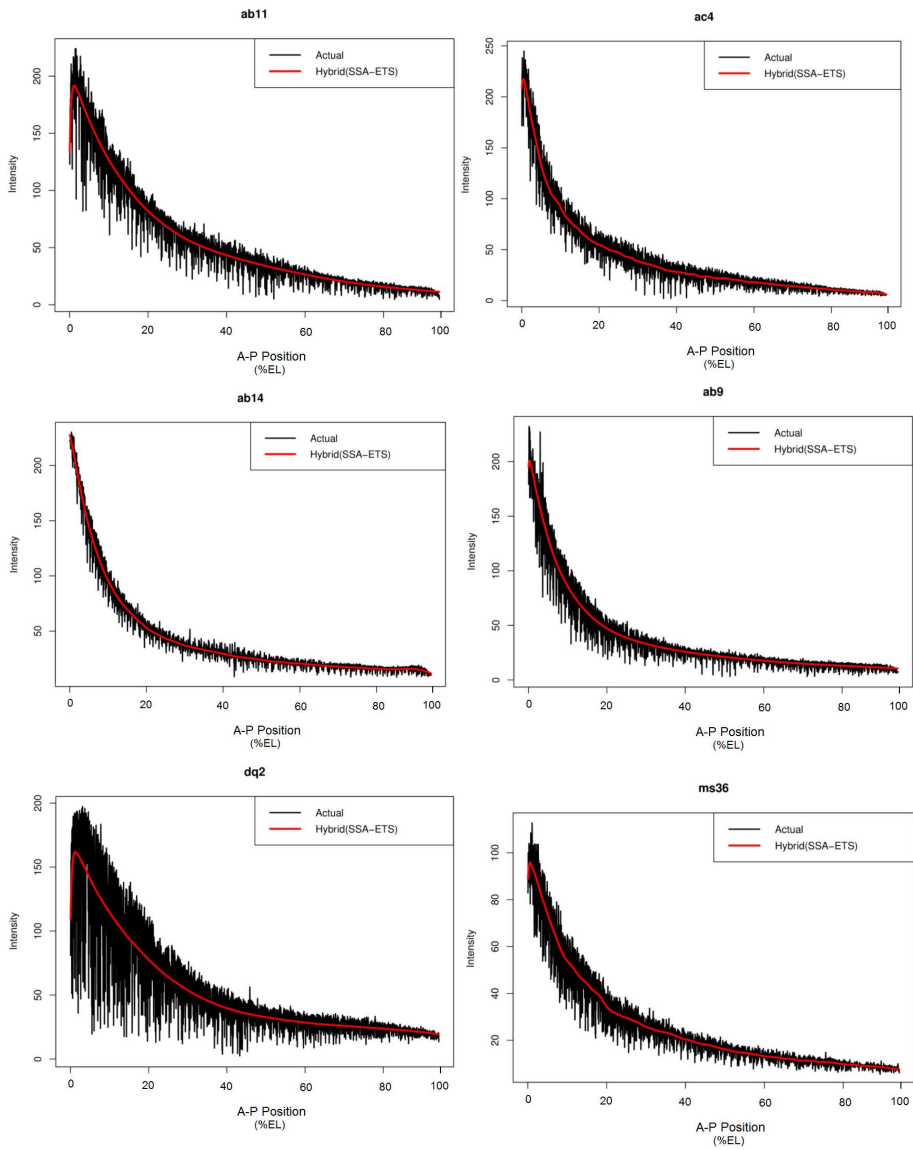 ab11
Actual
Hybrid(SSA−ETS)
Intensity
200
150
100
50
0
0 20 40 60 80 100
A-P Position
(%EL)
ac4
Actual
Hybrid(SSA−ETS)
Intensity
250
200
150
100
50
0
0 20 40 60 80 100
A-P Position
(%EL)
ab14
Actual
Hybrid(SSA−ETS)
Intensity
200
150
100
50
0 20 40 60 80 100
A-P Position
(%EL)
ab9
Actual
Hybrid(SSA−ETS)
Intensity
200
150
100
50
0
0 20 40 60 80 100
A-P Position
(%EL)
dq2
Actual
Hybrid(SSA−ETS)
Intensity
200
150
100
50
0
0 20 40 60 80 100
A-P Position
(%EL)
ms36
Actual
Hybrid(SSA−ETS)
Intensity
100
80
60
40
20
0 20 40 60 80 100
A-P Position
(%EL)